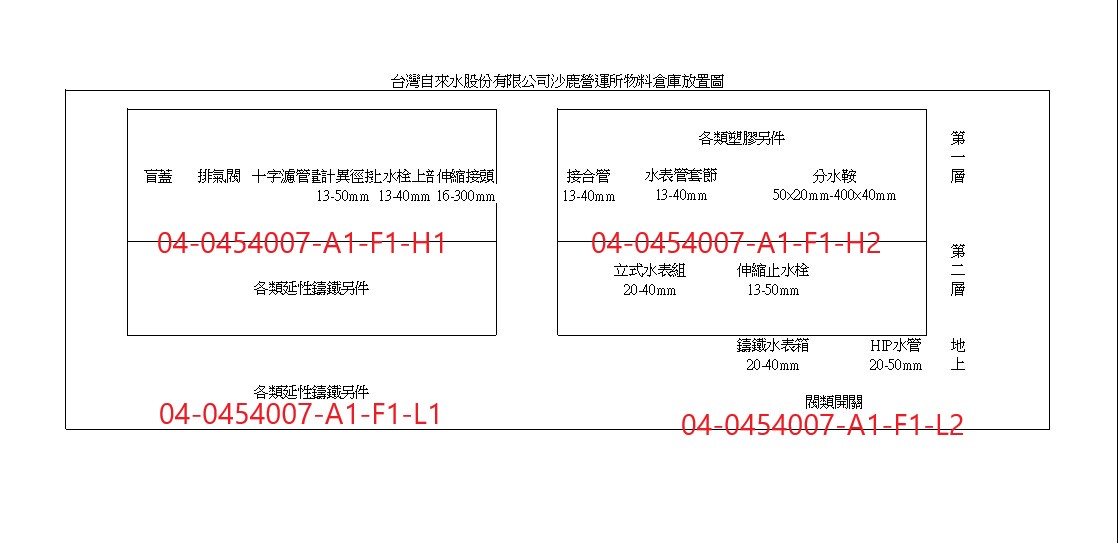 台灣自來水股份有限公司沙鹿營運所物料倉庫放置圖
各類塑膠另件
第一層
盲蓋 排氣閥 十字濾管 計異徑 止水栓上 伸縮接頭
13-50mm 13-40mm 16-300mm
接合管 水表管套節 分水鞍
13-40mm 13-40mm 50x20mm-400x40mm
04-0454007-A1-F1-H1
04-0454007-A1-F1-H2
第二層
各類延性鑄鐵另件
立式水表組 伸縮止水栓
20-40mm 13-50mm
鑄鐵水表箱 HIP水管
20-40mm 20-50mm
地上
各類延性鑄鐵另件
04-0454007-A1-F1-L1
閥類開關
04-0454007-A1-F1-L2